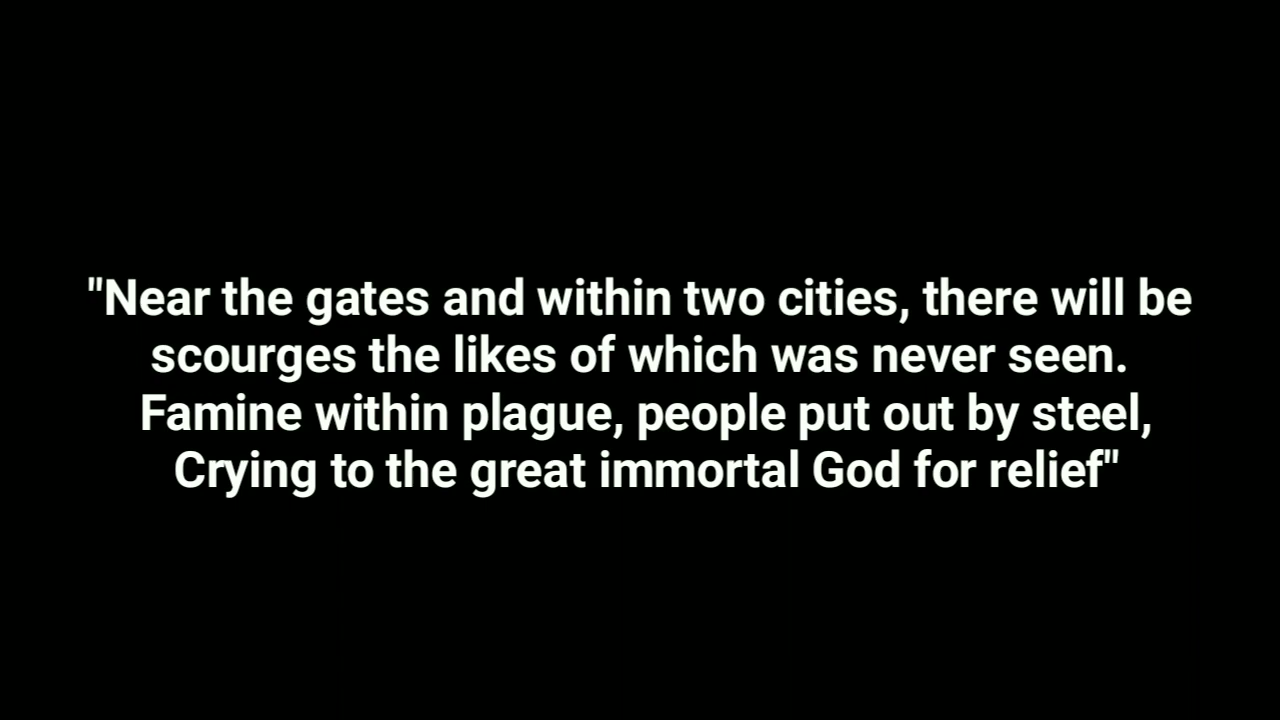 "Near the gates and within two cities, there will be
scourges the likes of which was never seen.
Famine within plague, people put out by steel,
Crying to the great immortal God for relief"